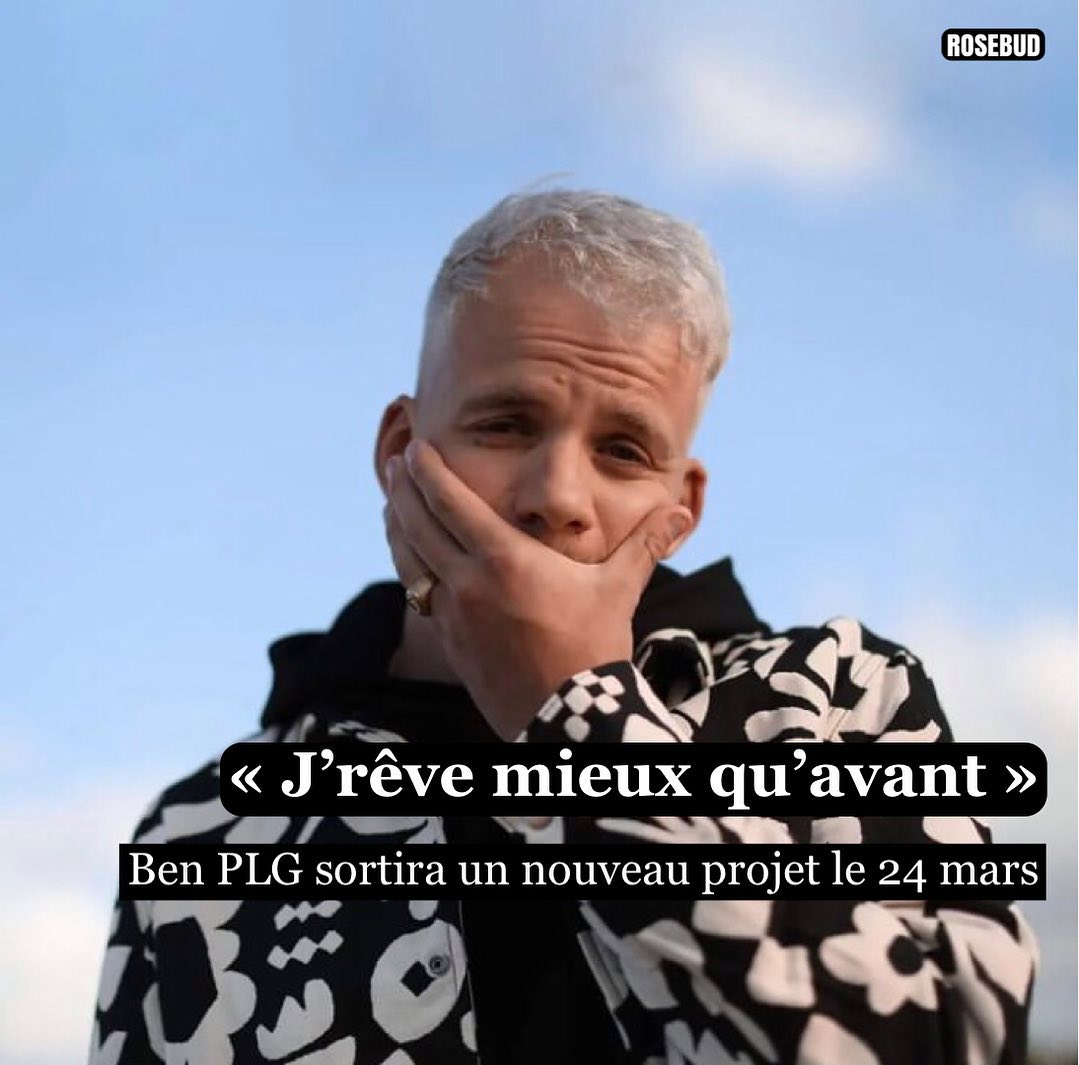 ROSEBUD
« J’rêve mieux qu’avant »
Ben PLG sortira un nouveau projet le 24 mars